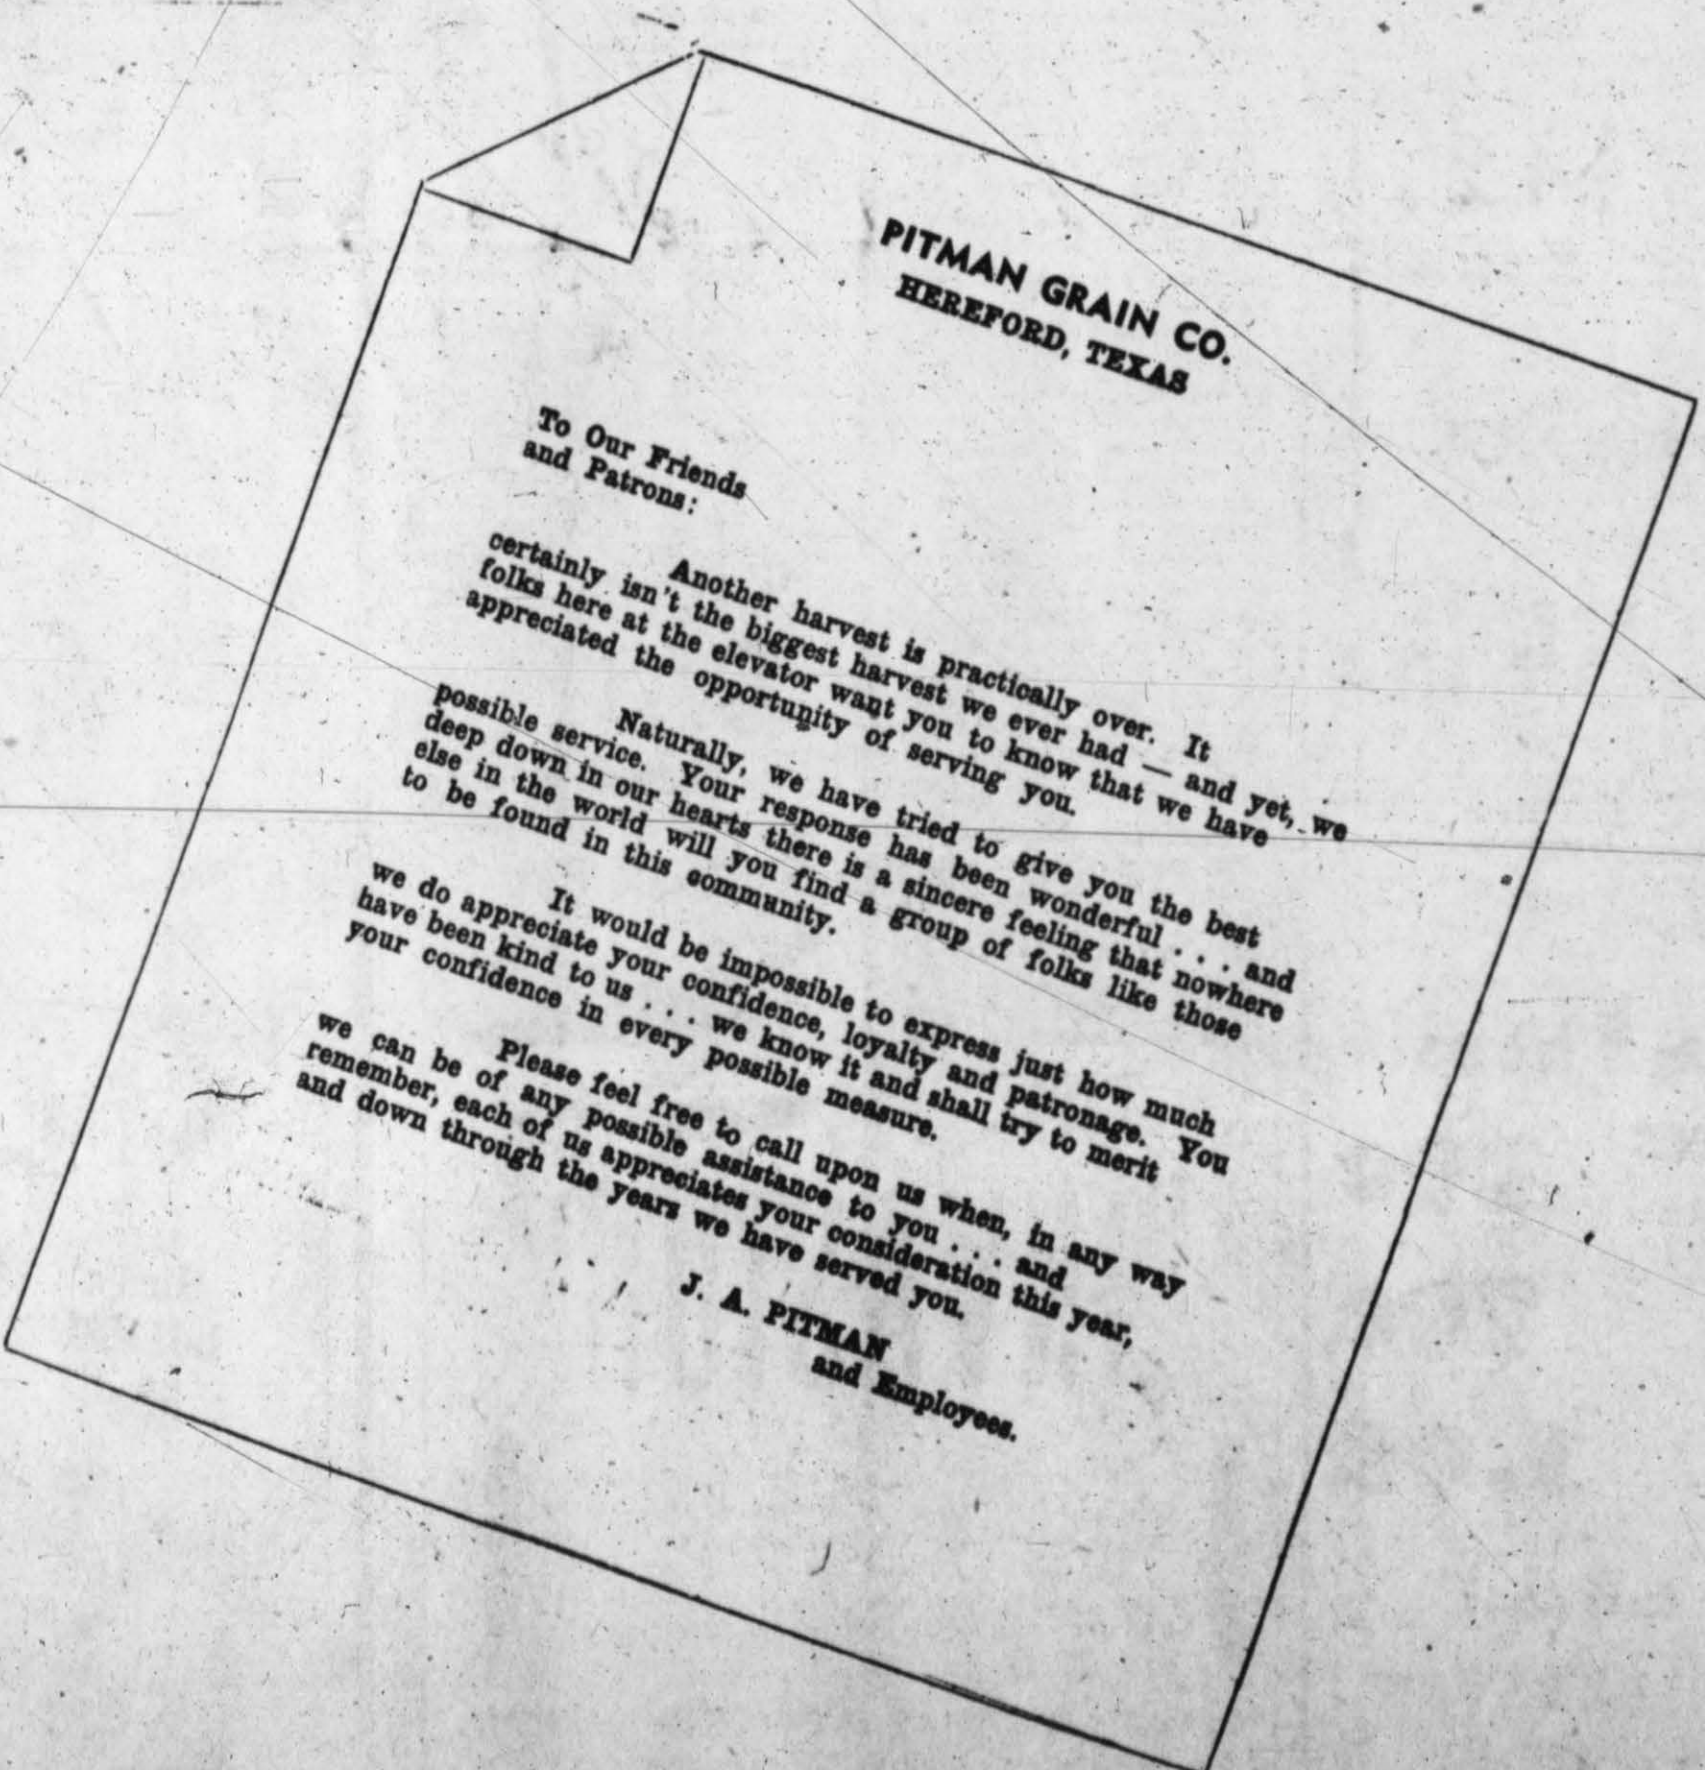 PITMAN GRAIN CO.
HEREFORD, TEXAS
To Our Friends
and Patrons:
Another harvest is practically over. It
certainly isn't the biggest harvest we ever had — and yet, we
folks here at the elevator want you to know that we have
appreciated the opportunity of serving you.
Naturally, we have tried to give you the best
possible service. Your response has been wonderful . . . and
deep down in our hearts there is a sincere feeling that nowhere
else in the world will you find a group of folks like those
to be found in this community.
It would be impossible to express just how much
we do appreciate your confidence, loyalty and patronage. You
have been kind to us . . . we know it and shall try to merit
your confidence in every possible measure.
Please feel free to call upon us when, in any way
we can be of any possible assistance to you . . . and
remember, each of us appreciates your consideration this year,
and down through the years we have served you.
J. A. PITMAN
and Employees.